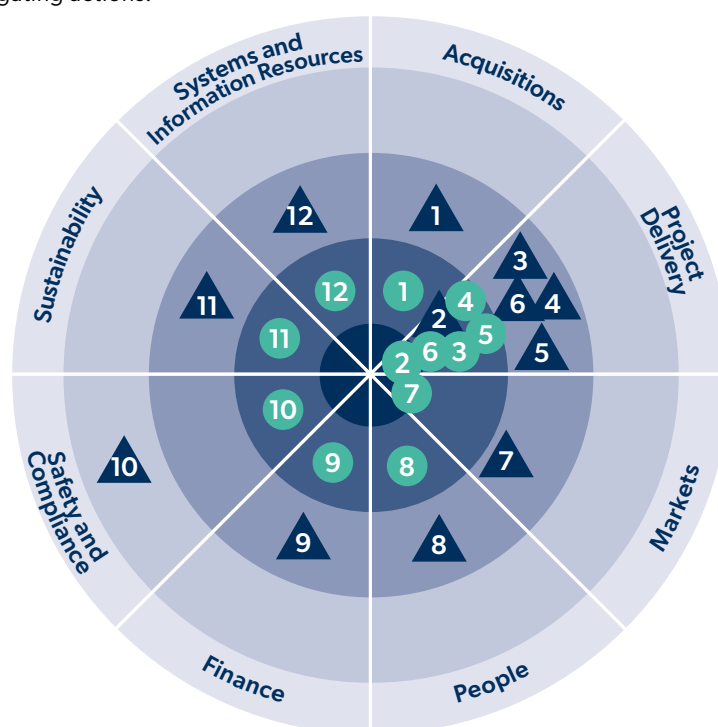 gating actions.
Systems and
Information Resources
Acquisitions
Sustainability
Project
Delivery
12
1
3
11
12
1
4
6
4
2
5
11
5
6
3
2
7
10
10
9
8
7
9
8
Safety and
Compliance
Markets
Finance
People